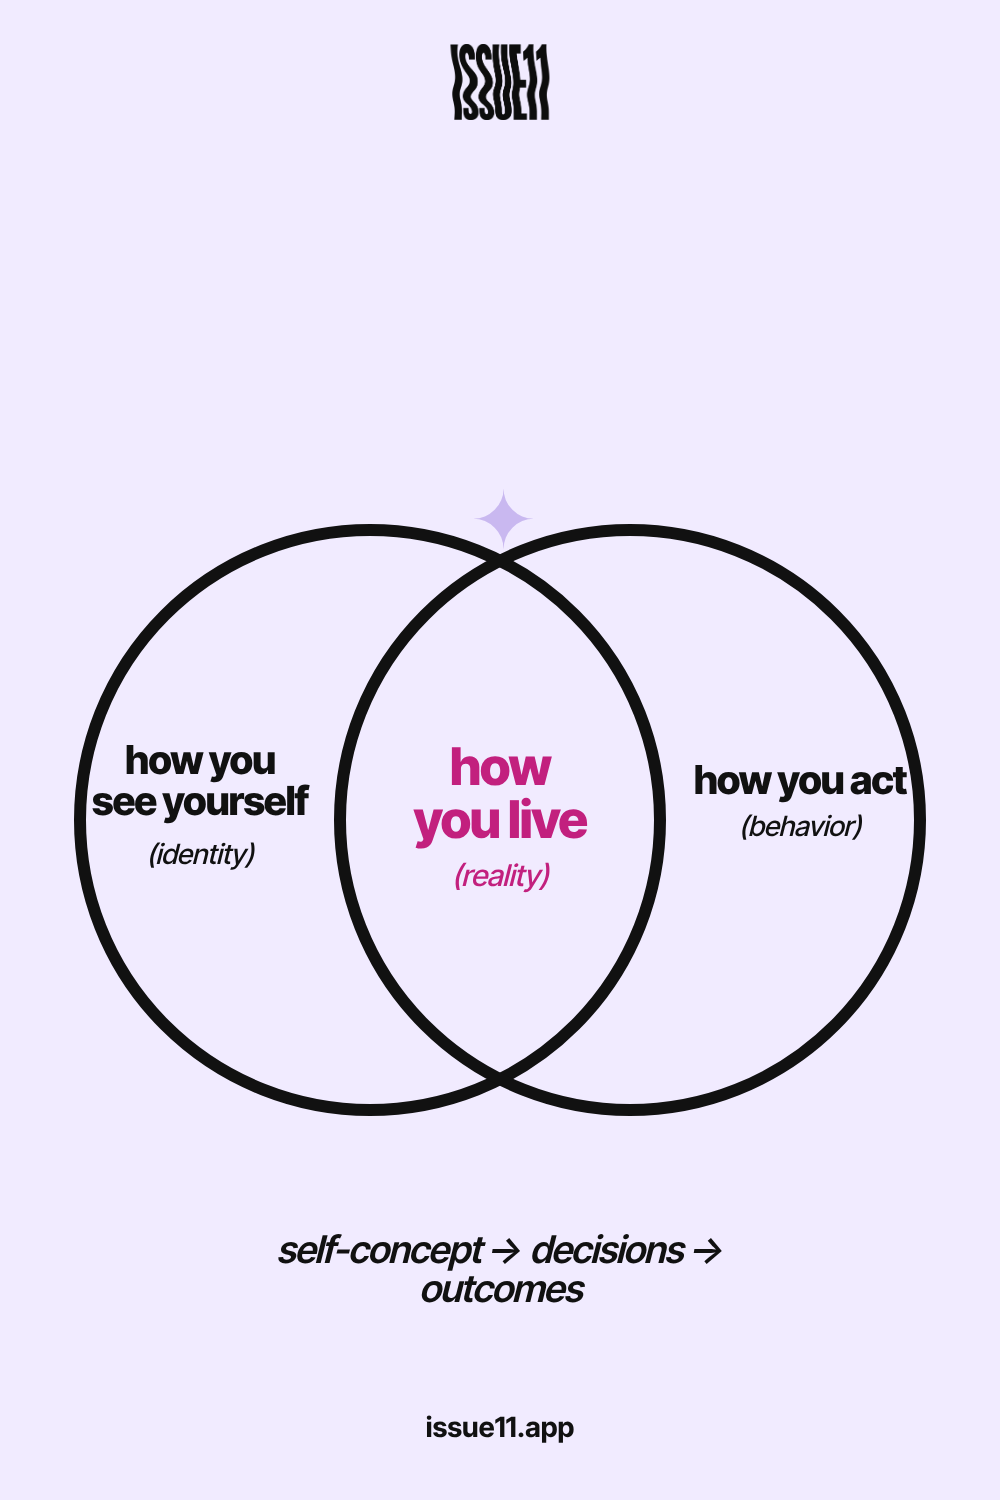 ISSUE11
how you
see yourself
(identity)
how
you live
(reality)
how you act
(behavior)
self-concept → decisions →
outcomes
issue11.app